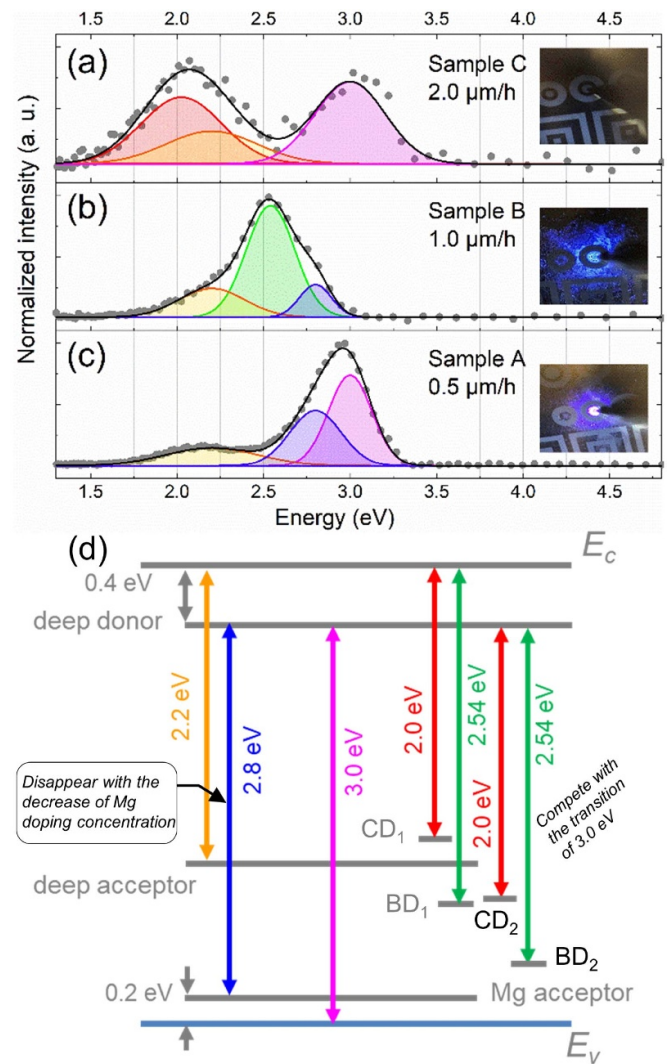 1.5 2.0 2.5 3.0 3.5 4.0 4.5
(a)
Sample C
2.0 µm/h
(b)
Sample B
1.0 µm/h
(c)
Sample A
0.5 µm/h
Normalized intensity (a. u.)
1.5 2.0 2.5 3.0 3.5 4.0 4.5
Energy (eV)
(d)
Ec
0.4 eV
deep donor
2.2 eV
2.8 eV
3.0 eV
2.0 eV
2.54 eV
2.0 eV
2.54 eV
Disappear with the
decrease of Mg
doping concentration
Compete with
the transition
of 3.0 eV
CD1
deep acceptor
BD1
CD2
BD2
0.2 eV
Mg acceptor
Ev